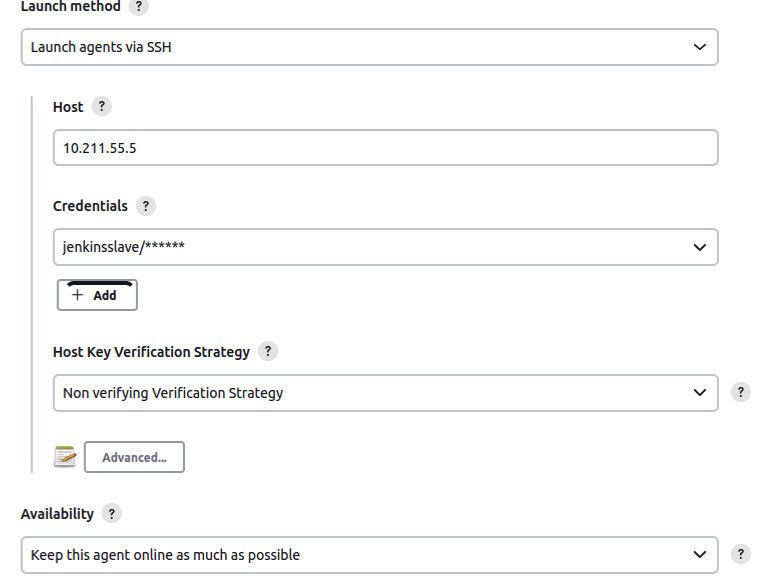 Launch method ?
Launch agents via SSH
Host ?
10.211.55.5
Credentials ?
jenkinsslave/******
+ Add
Host Key Verification Strategy ?
Non verifying Verification Strategy ?
Advanced...
Availability ?
Keep this agent online as much as possible ?